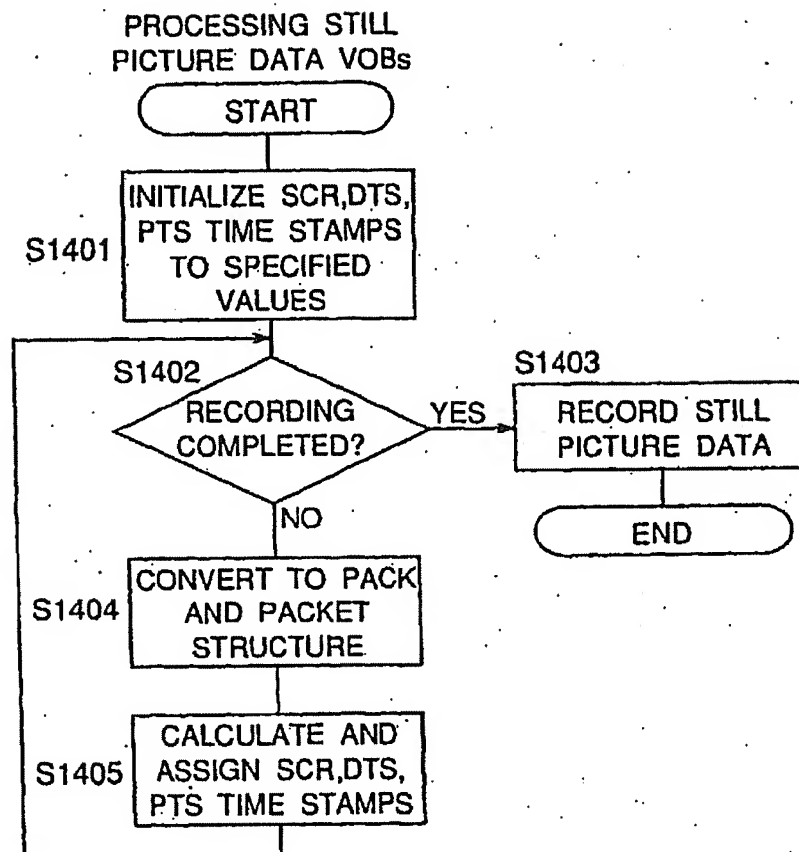 PROCESSING STILL
PICTURE DATA VOBs
START
S1401
INITIALIZE SCR,DTS,
PTS TIME STAMPS
TO SPECIFIED
VALUES
S1402
RECORDING
COMPLETED?
YES
S1403
RECORD STILL
PICTURE DATA
END
NO
S1404
CONVERT TO PACK
AND PACKET
STRUCTURE
S1405
CALCULATE AND
ASSIGN SCR,DTS,
PTS TIME STAMPS